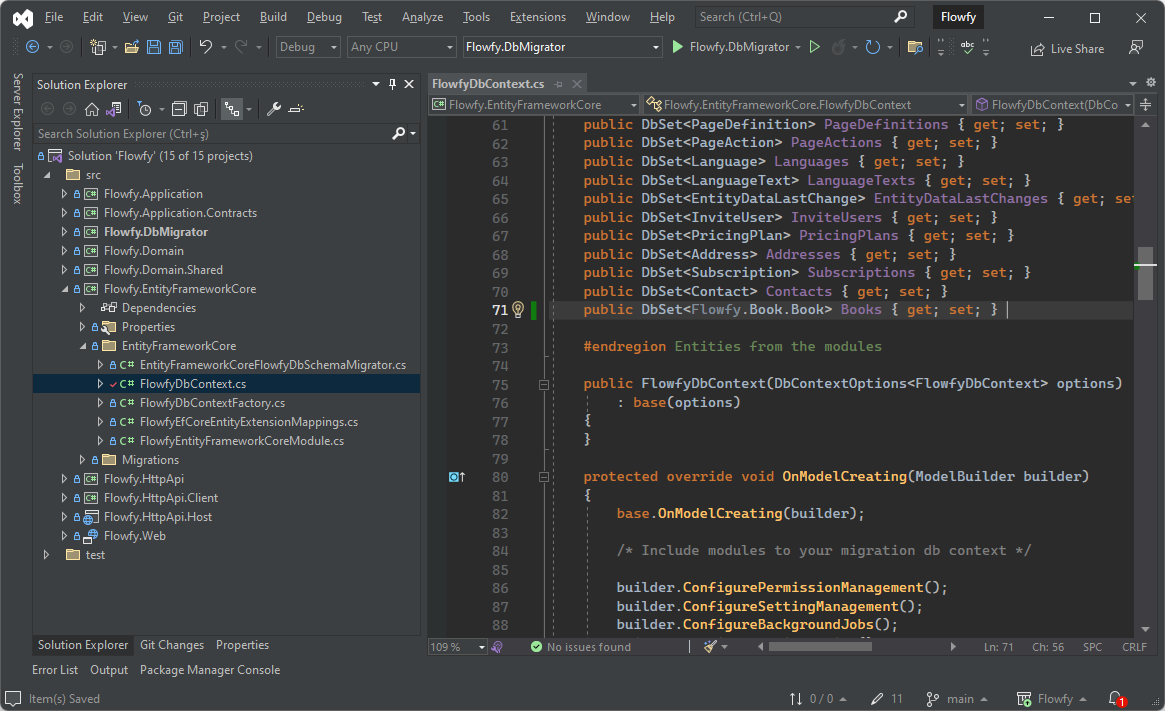 File Edit View Git Project Build Debug Test Analyze Tools Extensions Window Help Search (Ctrl+Q) Flowfy
Debug Any CPU Flowfy.DbMigrator Flowfy.DbMigrator abc Live Share
Server Explorer
Toolbox
Solution Explorer
Search Solution Explorer (Ctrl+ş)
Solution 'Flowfy' (15 of 15 projects)
src
C# Flowfy.Application
C# Flowfy.Application.Contracts
C# Flowfy.DbMigrator
C# Flowfy.Domain
C# Flowfy.Domain.Shared
C# Flowfy.EntityFrameworkCore
Dependencies
Properties
EntityFrameworkCore
C# EntityFrameworkCoreFlowfyDbSchemaMigrator.cs
C# FlowfyDbContext.cs
C# FlowfyDbContextFactory.cs
C# FlowfyEfCoreEntityExtensionMappings.cs
C# FlowfyEntityFrameworkCoreModule.cs
Migrations
C# Flowfy.HttpApi
C# Flowfy.HttpApi.Client
Flowfy.HttpApi.Host
Flowfy.Web
test
Solution Explorer Git Changes Properties
FlowfyDbContext.cs
C# Flowfy.EntityFrameworkCore Flowfy.EntityFrameworkCore.FlowfyDbContext FlowfyDbContext(DbCo
61 public DbSet<PageDefinition> PageDefinitions { get; set; }
62 public DbSet<PageAction> PageActions { get; set; }
63 public DbSet<Language> Languages { get; set; }
64 public DbSet<LanguageText> LanguageTexts { get; set; }
65 public DbSet<EntityDataLastChange> EntityDataLastChanges { get; set
66 public DbSet<InviteUser> InviteUsers { get; set; }
67 public DbSet<PricingPlan> PricingPlans { get; set; }
68 public DbSet<Address> Addresses { get; set; }
69 public DbSet<Subscription> Subscriptions { get; set; }
70 public DbSet<Contact> Contacts { get; set; }
71 public DbSet<Flowfy.Book.Book> Books { get; set; }
72
73 #endregion Entities from the modules
74
75 public FlowfyDbContext(DbContextOptions<FlowfyDbContext> options)
76 : base(options)
77 {
78 }
79
80 protected override void OnModelCreating(ModelBuilder builder)
81 {
82 base.OnModelCreating(builder);
83
84 /* Include modules to your migration db context */
85
86 builder.ConfigurePermissionManagement();
87 builder.ConfigureSettingManagement();
88 builder.ConfigureBackgroundJobs();
109 % No issues found Ln: 71 Ch: 56 SPC CRLF
Error List Output Package Manager Console
Item(s) Saved 0 / 0 11 main Flowfy 1